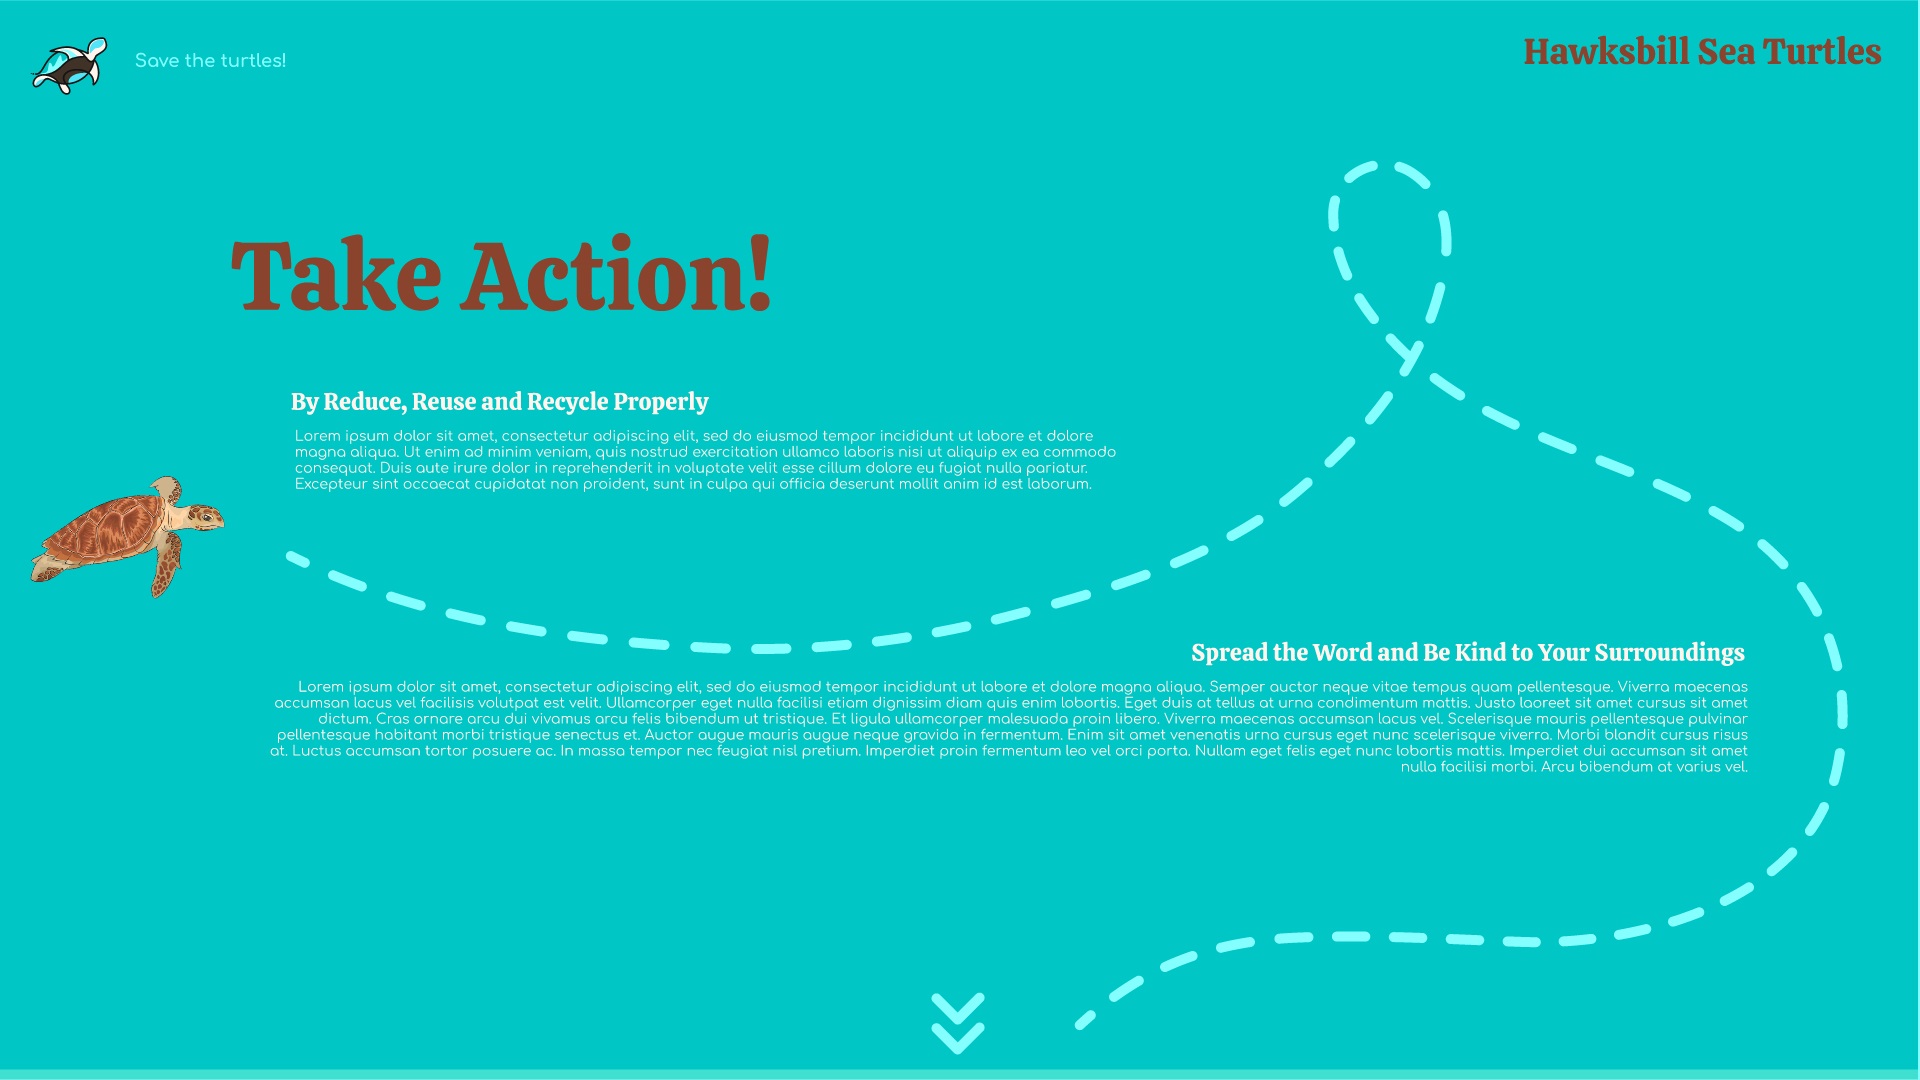 Save the turtles!
Hawksbill Sea Turtles
Take Action!
By Reduce, Reuse and Recycle Properly
Lorem ipsum dolor sit amet, consectetur adipiscing elit, sed do eiusmod tempor incididunt ut labore et dolore
magna aliqua. Ut enim ad minim veniam, quis nostrud exercitation ullamco laboris nisi ut aliquip ex ea commodo
consequat. Duis aute irure dolor in reprehenderit in voluptate velit esse cillum dolore eu fugiat nulla pariatur.
Excepteur sint occaecat cupidatat non proident, sunt in culpa qui officia deserunt mollit anim id est laborum.
Spread the Word and Be Kind to Your Surroundings
Lorem ipsum dolor sit amet, consectetur adipiscing elit, sed do eiusmod tempor incididunt ut labore et dolore magna aliqua. Semper auctor neque vitae tempus quam pellentesque. Viverra maecenas
accumsan lacus vel facilisis volutpat est velit. Ullamcorper eget nulla facilisi etiam dignissim diam quis enim lobortis. Eget duis at tellus at urna condimentum mattis. Justo laoreet sit amet cursus sit amet
dictum. Cras ornare arcu dui vivamus arcu felis bibendum ut tristique. Et ligula ullamcorper malesuada proin libero. Viverra maecenas accumsan lacus vel. Scelerisque mauris pellentesque pulvinar
pellentesque habitant morbi tristique senectus et. Auctor augue mauris augue neque gravida in fermentum. Enim sit amet venenatis urna cursus eget nunc scelerisque viverra. Morbi blandit cursus risus
at. Luctus accumsan tortor posuere ac. In massa tempor nec feugiat nisl pretium. Imperdiet proin fermentum leo vel orci porta. Nullam eget felis eget nunc lobortis mattis. Imperdiet dui accumsan sit amet
nulla facilisi morbi. Arcu bibendum at varius vel.